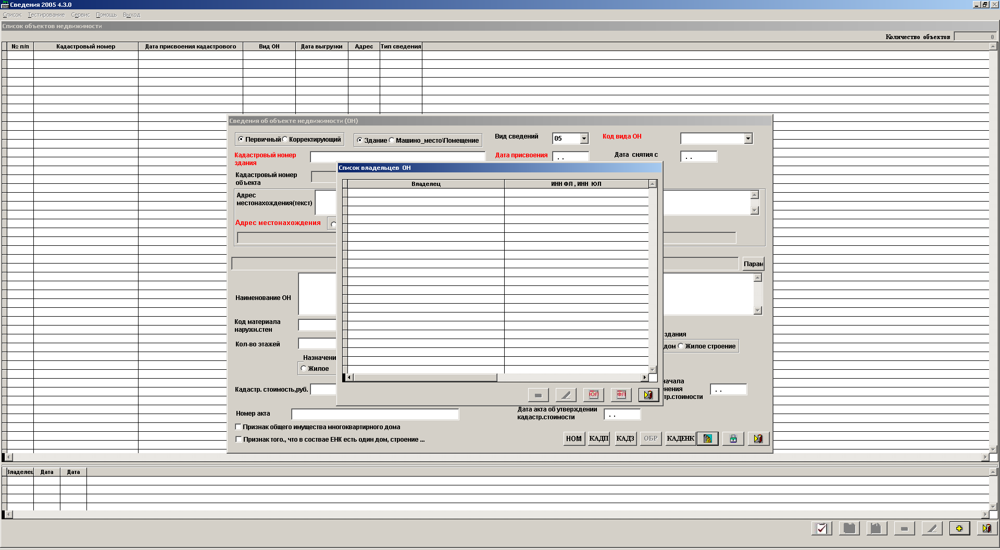 Сведения 2005 4.3.0
Список Тестирование Сервис Помощь Выход
Список объектов недвижимости
Количество объектов 0
№ п/п Кадастровый номер Дата присвоения кадастрового Вид ОН Дата выгрузки Адрес Тип сведения
Сведения об объекте недвижимости (ОН)
Первичный Корректирующий Здание Машино_место\Помещение Вид сведений 05 Код вида ОН
Кадастровый номер здания Дата присвоения . . Дата снятия с . .
Список владельцев ОН
Кадастровый номер объекта
Владелец ИНН ФЛ , ИНН ЮЛ
Адрес местонахождения(текст)
Адрес местонахождения
Парам
Наименование ОН
Код материала наружн.стен
здания
Кол-во этажей
дом Жилое строение
Назначени
Жилое
Кадастр. стоимость,руб.
начала
нения
тр.стоимости . .
ЮЛ ФЛ
Номер акта
Дата акта об утверждении кадастр.стоимости . .
Признак общего имущества многоквартирного дома
Признак того., что в составе ЕНК есть один дом, строение ...
НОМ КАДП КАДЗ ОБР КАДЕНК
Владелец Дата Дата